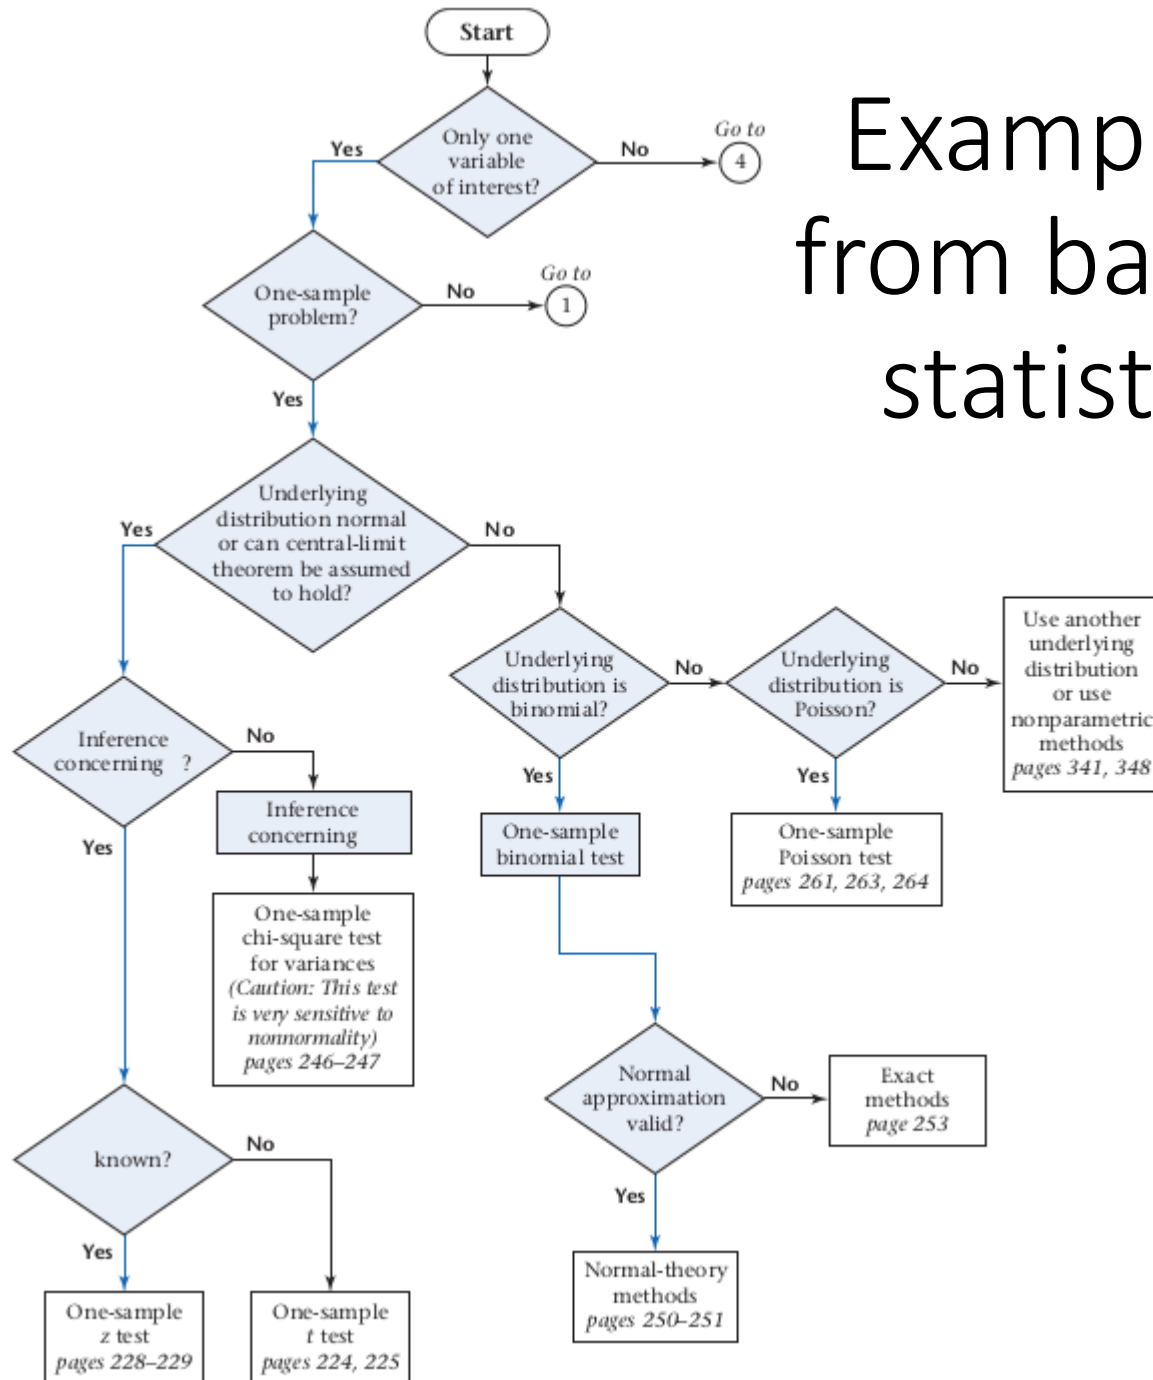 Start
Examp
from ba
statist
Only one
variable
of interest?
Yes
No
Go to
4
One-sample
problem?
No
Go to
1
Yes
Underlying
distribution normal
or can central-limit
theorem be assumed
to hold?
Yes
No
Underlying
distribution is
binomial?
No
Underlying
distribution is
Poisson?
No
Use another
underlying
distribution
or use
nonparametric
methods
pages 341, 348
Inference
concerning ?
No
Inference
concerning
One-sample
chi-square test
for variances
(Caution: This test
is very sensitive to
nonnormality)
pages 246–247
Yes
Yes
One-sample
binomial test
Yes
One-sample
Poisson test
pages 261, 263, 264
Normal
approximation
valid?
No
Exact
methods
page 253
Yes
Normal-theory
methods
pages 250–251
known?
No
Yes
One-sample
z test
pages 228–229
One-sample
t test
pages 224, 225